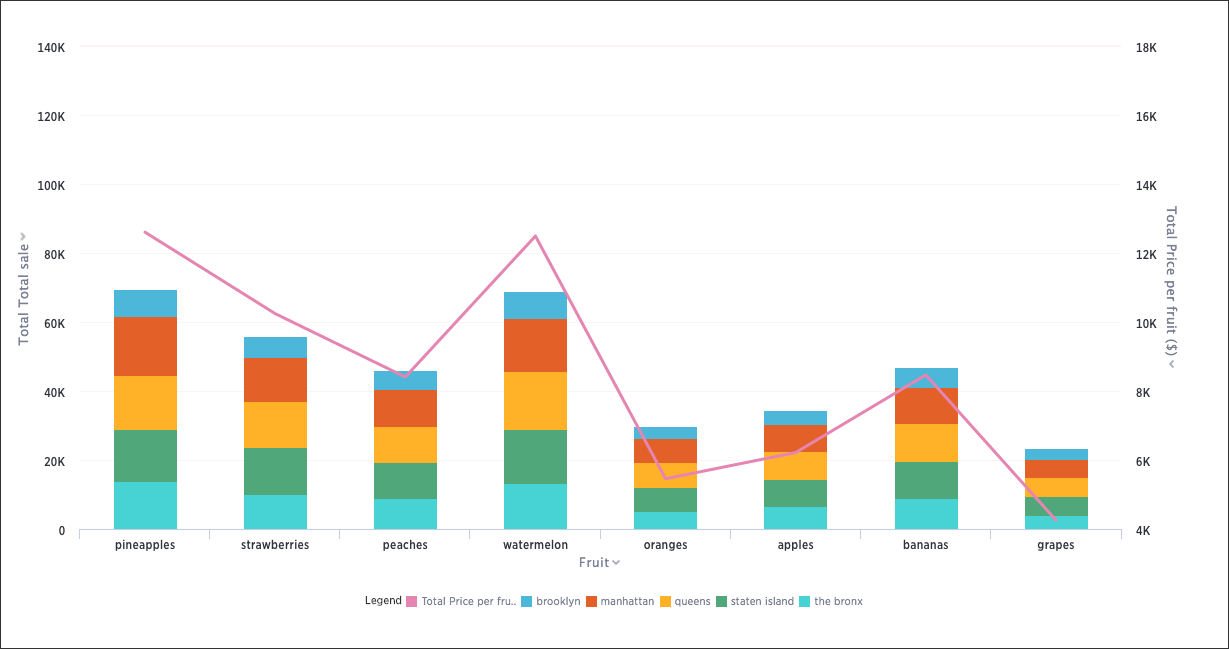 140K
120K
100K
80K
60K
40K
20K
0
Total Total sale
18K
16K
14K
12K
10K
8K
6K
4K
Total Price per fruit ($)
pineapples strawberries peaches watermelon oranges apples bananas grapes
Fruit
Legend Total Price per fru.. brooklyn manhattan queens staten island the bronx